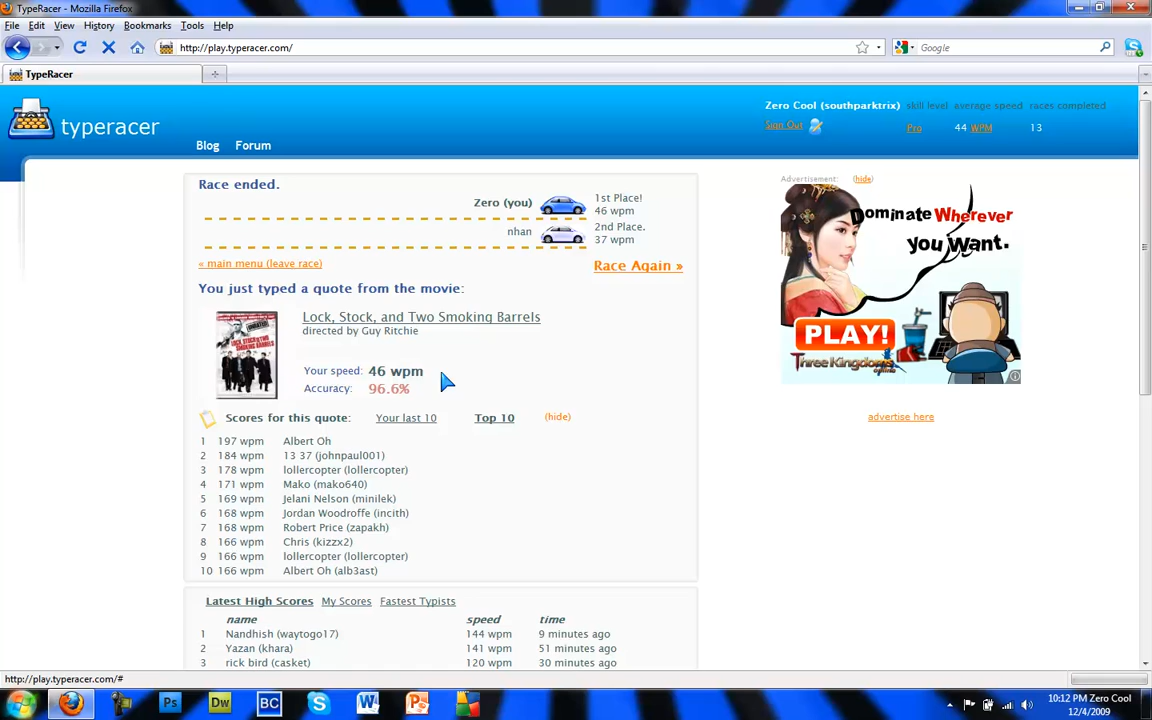 TypeRacer - Mozilla Firefox
File Edit View History Bookmarks Tools Help
http://play.typeracer.com/
Google
TypeRacer
typeracer
Zero Cool (southparktrix) skill level average speed races completed
Sign Out Pro 44 WPM 13
Blog Forum
Race ended.
Zero (you) 1st Place!
46 wpm
nhan 2nd Place.
37 wpm
« main menu (leave race) Race Again »
You just typed a quote from the movie:
Lock, Stock, and Two Smoking Barrels
directed by Guy Ritchie
LOCK, STOCK
Your speed: 46 wpm
Accuracy: 96.6%
Scores for this quote: Your last 10 Top 10 (hide)
1 197 wpm Albert Oh
2 184 wpm 13 37 (johnpaul001)
3 178 wpm lollercopter (lollercopter)
4 171 wpm Mako (mako640)
5 169 wpm Jelani Nelson (minilek)
6 168 wpm Jordan Woodroffe (incith)
7 168 wpm Robert Price (zapakh)
8 166 wpm Chris (kizzx2)
9 166 wpm lollercopter (lollercopter)
10 166 wpm Albert Oh (alb3ast)
Latest High Scores My Scores Fastest Typists
name speed time
1 Nandhish (waytogo17) 144 wpm 9 minutes ago
2 Yazan (khara) 141 wpm 51 minutes ago
3 rick bird (casket) 120 wpm 30 minutes ago
Advertisement: (hide)
Dominate Wherever
you Want.
PLAY!
Three Kingdoms online
advertise here
http://play.typeracer.com/#
Ps Dw BC
10:12 PM Zero Cool
12/4/2009